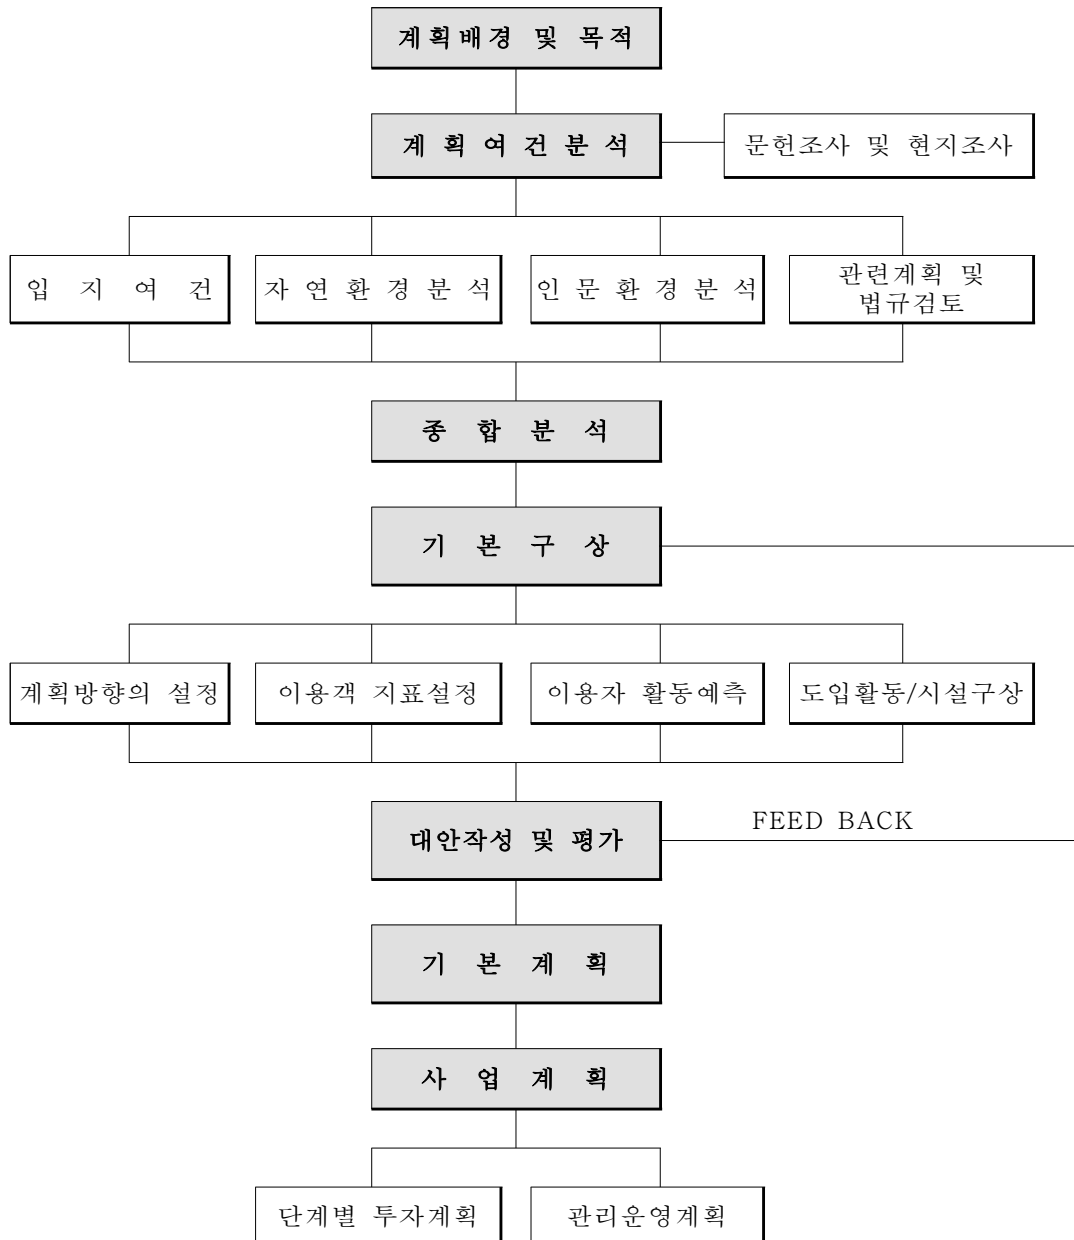 계획배경 및 목적
계획여건분석
문헌조사 및 현지조사
입지여건
자연환경분석
인문환경분석
관련계획 및
법규검토
종합분석
기본구상
계획방향의 설정
이용객 지표설정
이용자 활동예측
도입활동/시설구상
대안작성 및 평가
FEED BACK
기본계획
사업계획
단계별 투자계획
관리운영계획